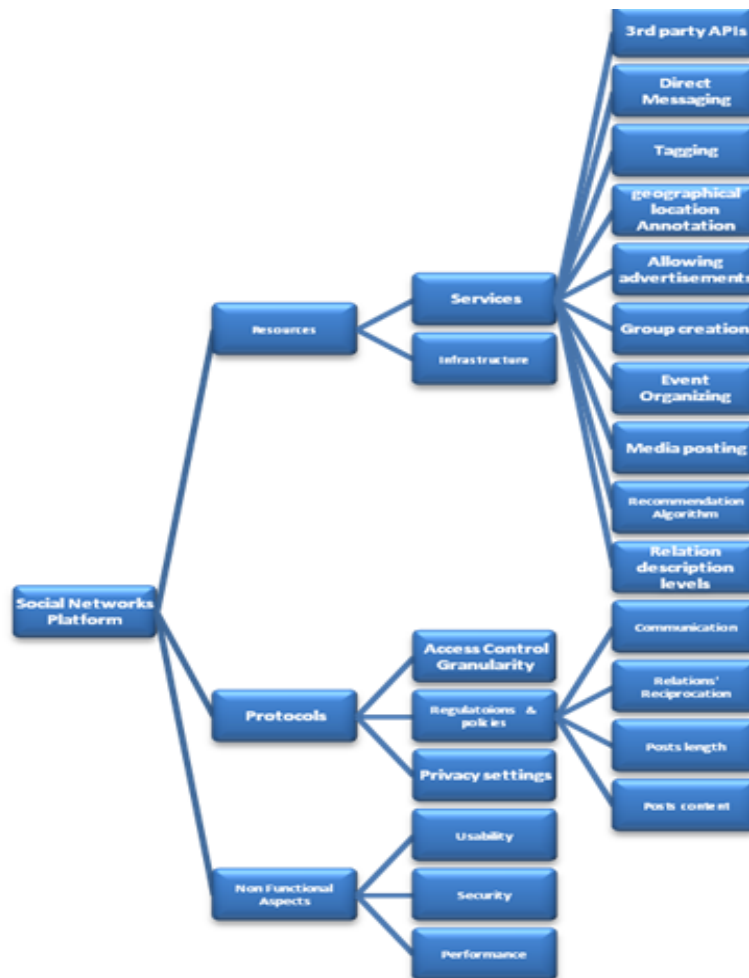 3rd party APIs
Direct
Messaging
Tagging
geographical
location
Annotation
Allowing
advertisements
Services
Group creation
Resources
Infrastructure
Event
Organizing
Media posting
Recommendation
Algorithm
Relation
description
levels
Social Networks
Platform
Communication
Access Control
Granularity
Relations'
Reciprocation
Protocols
Regulatoions &
policies
Posts length
Privacy settings
Posts content
Usability
Non Functional
Aspects
Security
Performance